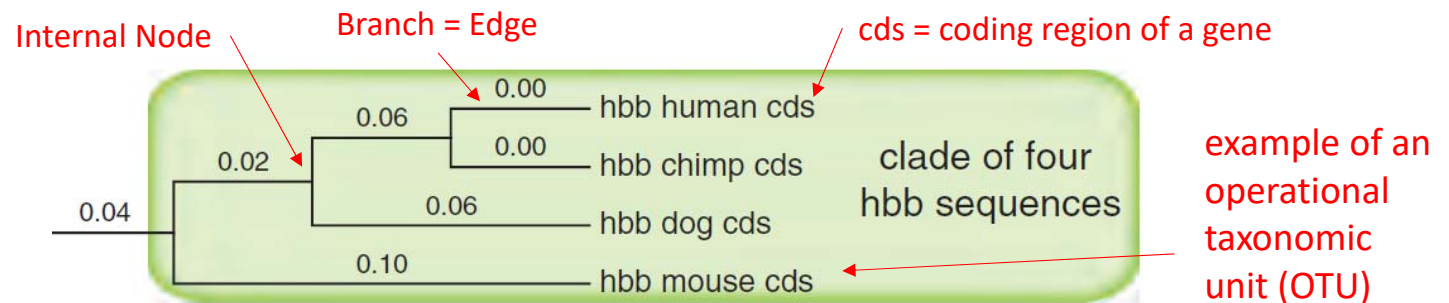 Internal Node
Branch = Edge
cds = coding region of a gene
0.00
hbb human cds
0.06
0.00
hbb chimp cds
0.02
0.06
hbb dog cds
0.04
0.10
hbb mouse cds
clade of four
hbb sequences
example of an
operational
taxonomic
unit (OTU)